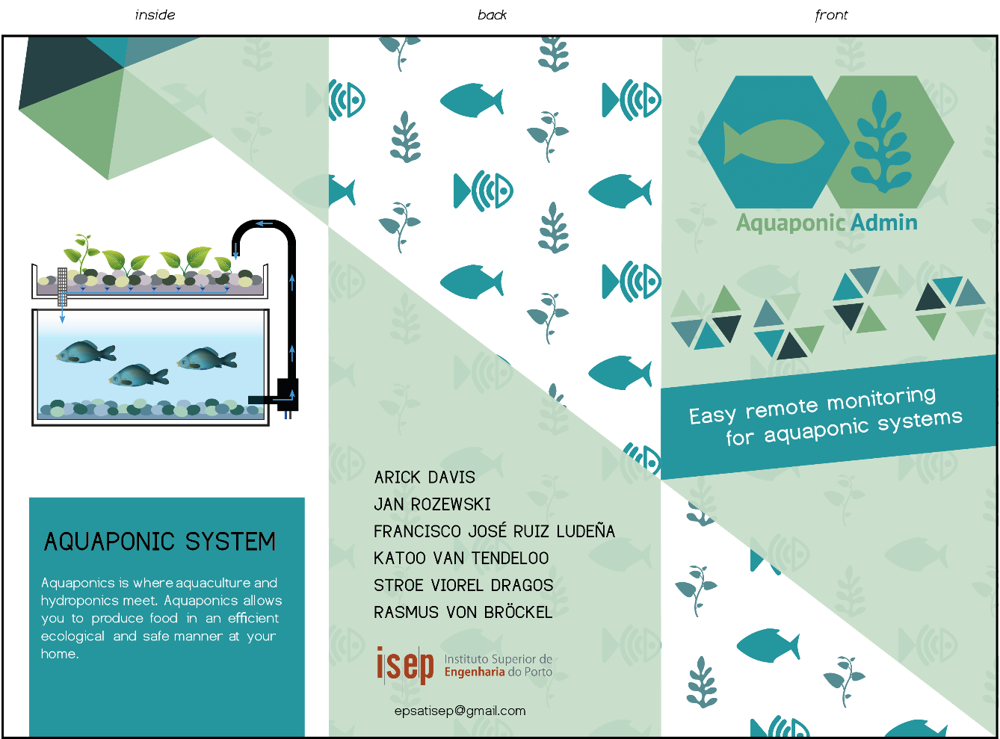 inside
back
front
AQUAPONIC SYSTEM
Aquaponics is where aquaculture and
hydroponics meet. Aquaponics allows
you to produce food in an efficient
ecological and safe manner at your
home.
ARICK DAVIS
JAN ROZEWSKI
FRANCISCO JOSÉ RUIZ LUDEÑA
KATOO VAN TENDELOO
STROE VIOREL DRAGOS
RASMUS VON BRÖCKEL
isep
Instituto Superior de
Engenharia do Porto
epsatisep@gmail.com
Aquaponic Admin
Easy remote monitoring
for aquaponic systems